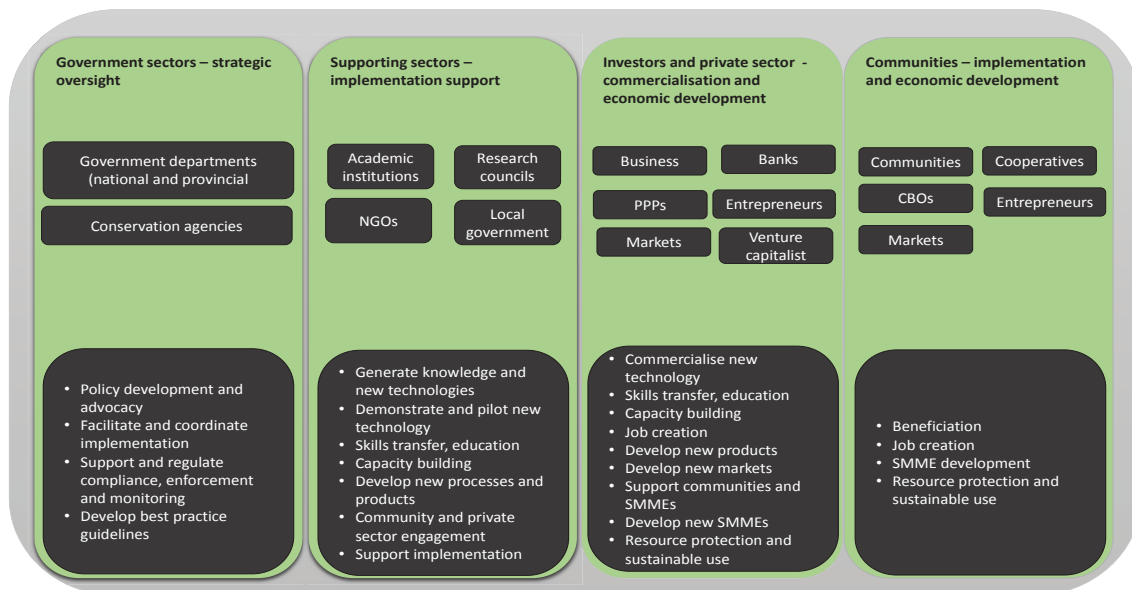 Government sectors – strategic
oversight
Government departments
(national and provincial
Conservation agencies
• Policy development and
advocacy
• Facilitate and coordinate
implementation
• Support and regulate
compliance, enforcement
and monitoring
• Develop best practice
guidelines
Supporting sectors –
implementation support
Academic
institutions
Research
councils
NGOs
Local
government
• Generate knowledge and
new technologies
• Demonstrate and pilot new
technology
• Skills transfer, education
• Capacity building
• Develop new processes and
products
• Community and private
sector engagement
• Support implementation
Investors and private sector -
commercialisation and
economic development
Business
Banks
PPPs
Entrepreneurs
Markets
Venture
capitalist
• Commercialise new
technology
• Skills transfer, education
• Capacity building
• Job creation
• Develop new products
• Develop new markets
• Support communities and
SMMEs
• Develop new SMMEs
• Resource protection and
sustainable use
Communities – implementation
and economic development
Communities
Cooperatives
CBOs
Entrepreneurs
Markets
• Beneficiation
• Job creation
• SMME development
• Resource protection and
sustainable use